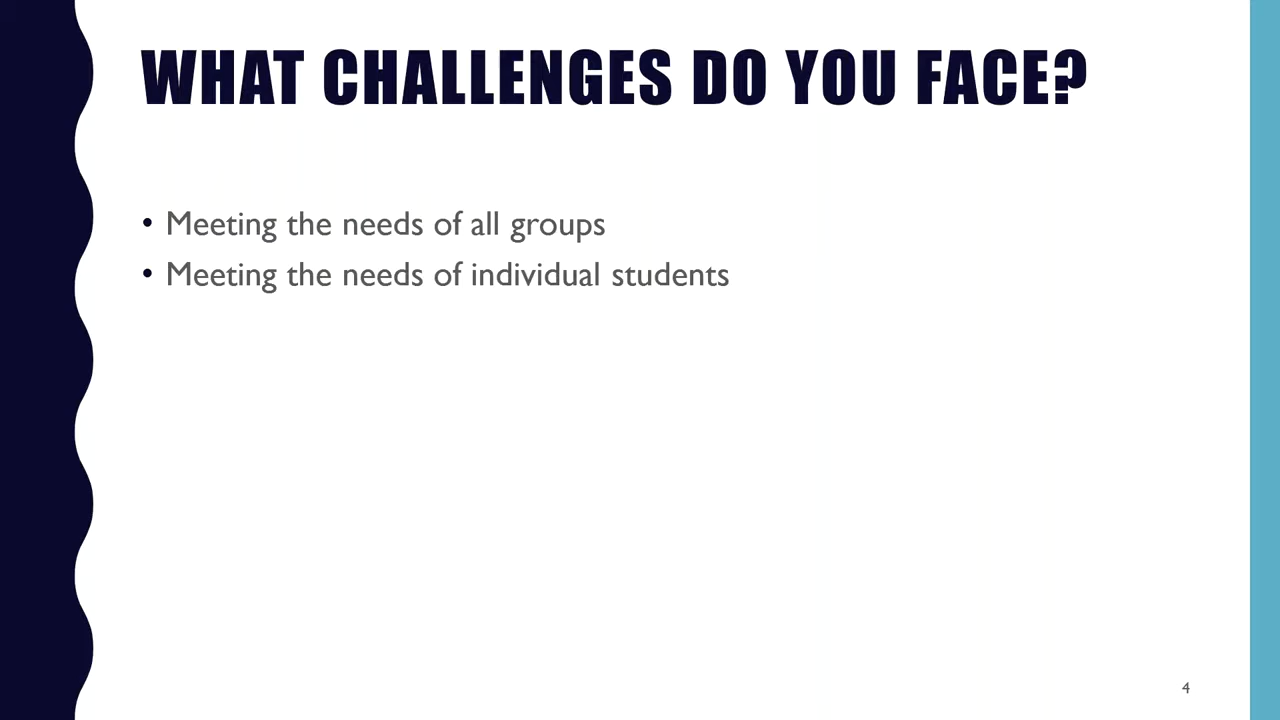 WHAT CHALLENGES DO YOU FACE?
• Meeting the needs of all groups
• Meeting the needs of individual students
4